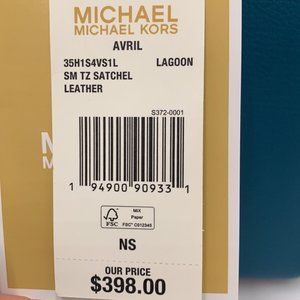 MICHAEL
MICHAEL KORS
AVRIL
35H1S4VS1L LAGOON
SM TZ SATCHEL
LEATHER
S372-0001
1 94900 90933 1
FSC
MIX
Paper
FSC® C012345
NS
OUR PRICE
$398.00
M
M